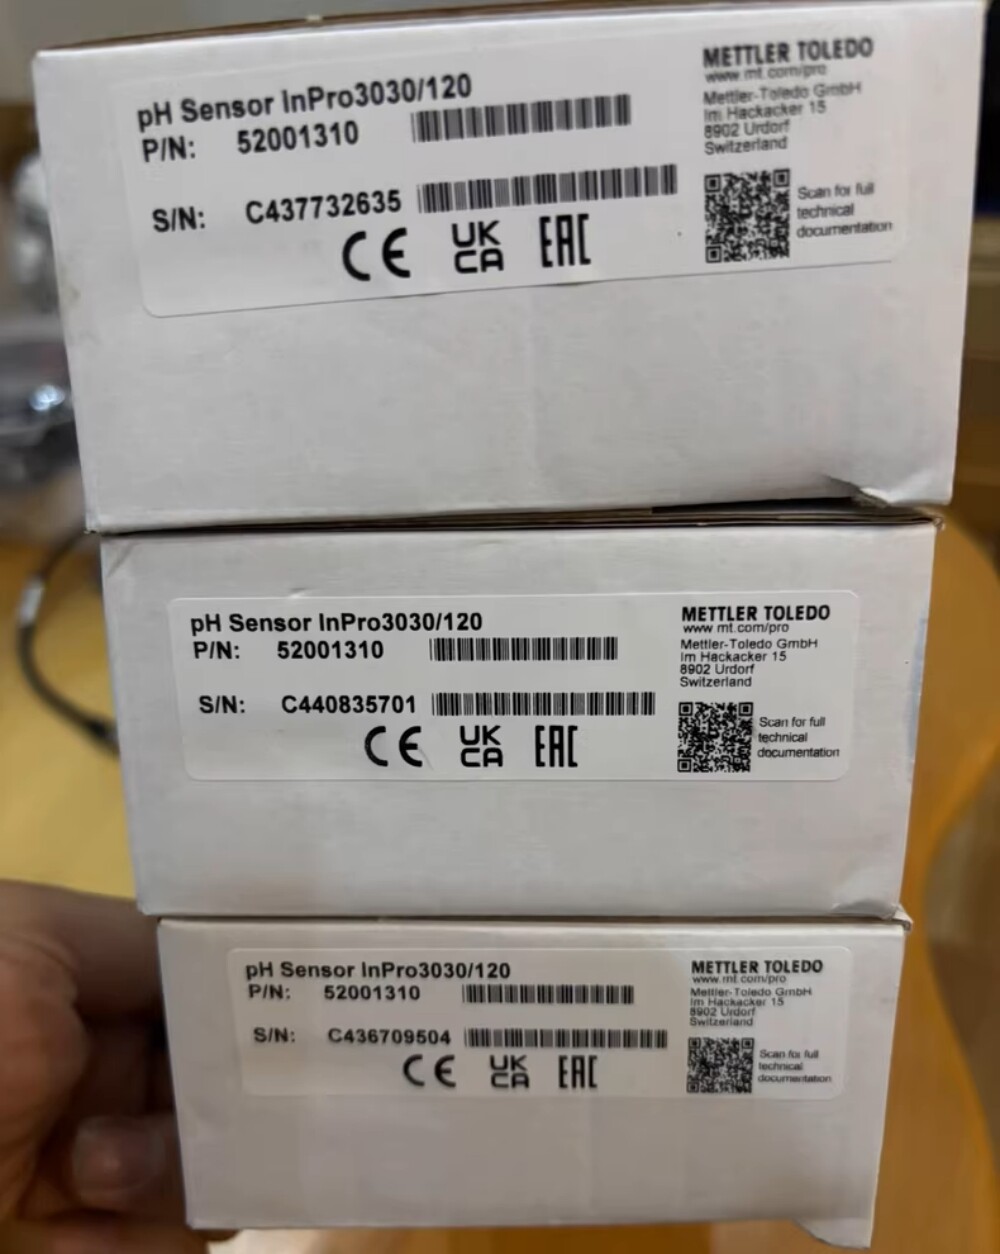 pH Sensor InPro3030/120
P/N: 52001310
S/N: C437732635
CE UK CA EAC
METTLER TOLEDO
www.mt.com/pro
Mettler-Toledo GmbH
Im Hackacker 15
8902 Urdorf
Switzerland
Scan for full
technical
documentation
pH Sensor InPro3030/120
P/N: 52001310
S/N: C440835701
CE UK CA EAC
METTLER TOLEDO
www.mt.com/pro
Mettler-Toledo GmbH
Im Hackacker 15
8902 Urdorf
Switzerland
Scan for full
technical
documentation
pH Sensor InPro3030/120
P/N: 52001310
S/N: C436709504
CE UK CA EAC
METTLER TOLEDO
www.mt.com/pro
Mettler-Toledo GmbH
Im Hackacker 15
8902 Urdorf
Switzerland
Scan for full
technical
documentation